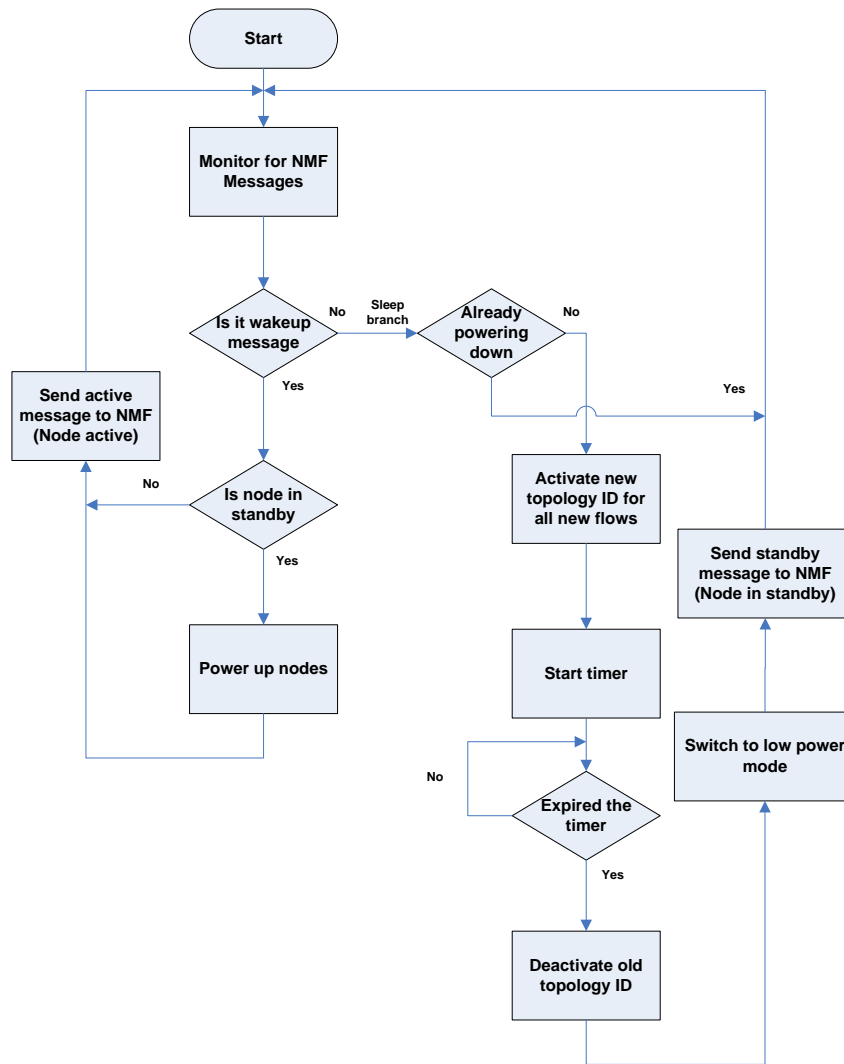 Start
Monitor for NMF
Messages
Is it wakeup
message
No
Sleep
branch
Already
powering
down
No
Yes
Yes
Send active
message to NMF
(Node active)
No
Is node in
standby
Yes
Activate new
topology ID for
all new flows
Send standby
message to NMF
(Node in standby)
Power up nodes
Start timer
Switch to low power
mode
No
Expired the
timer
Yes
Deactivate old
topology ID